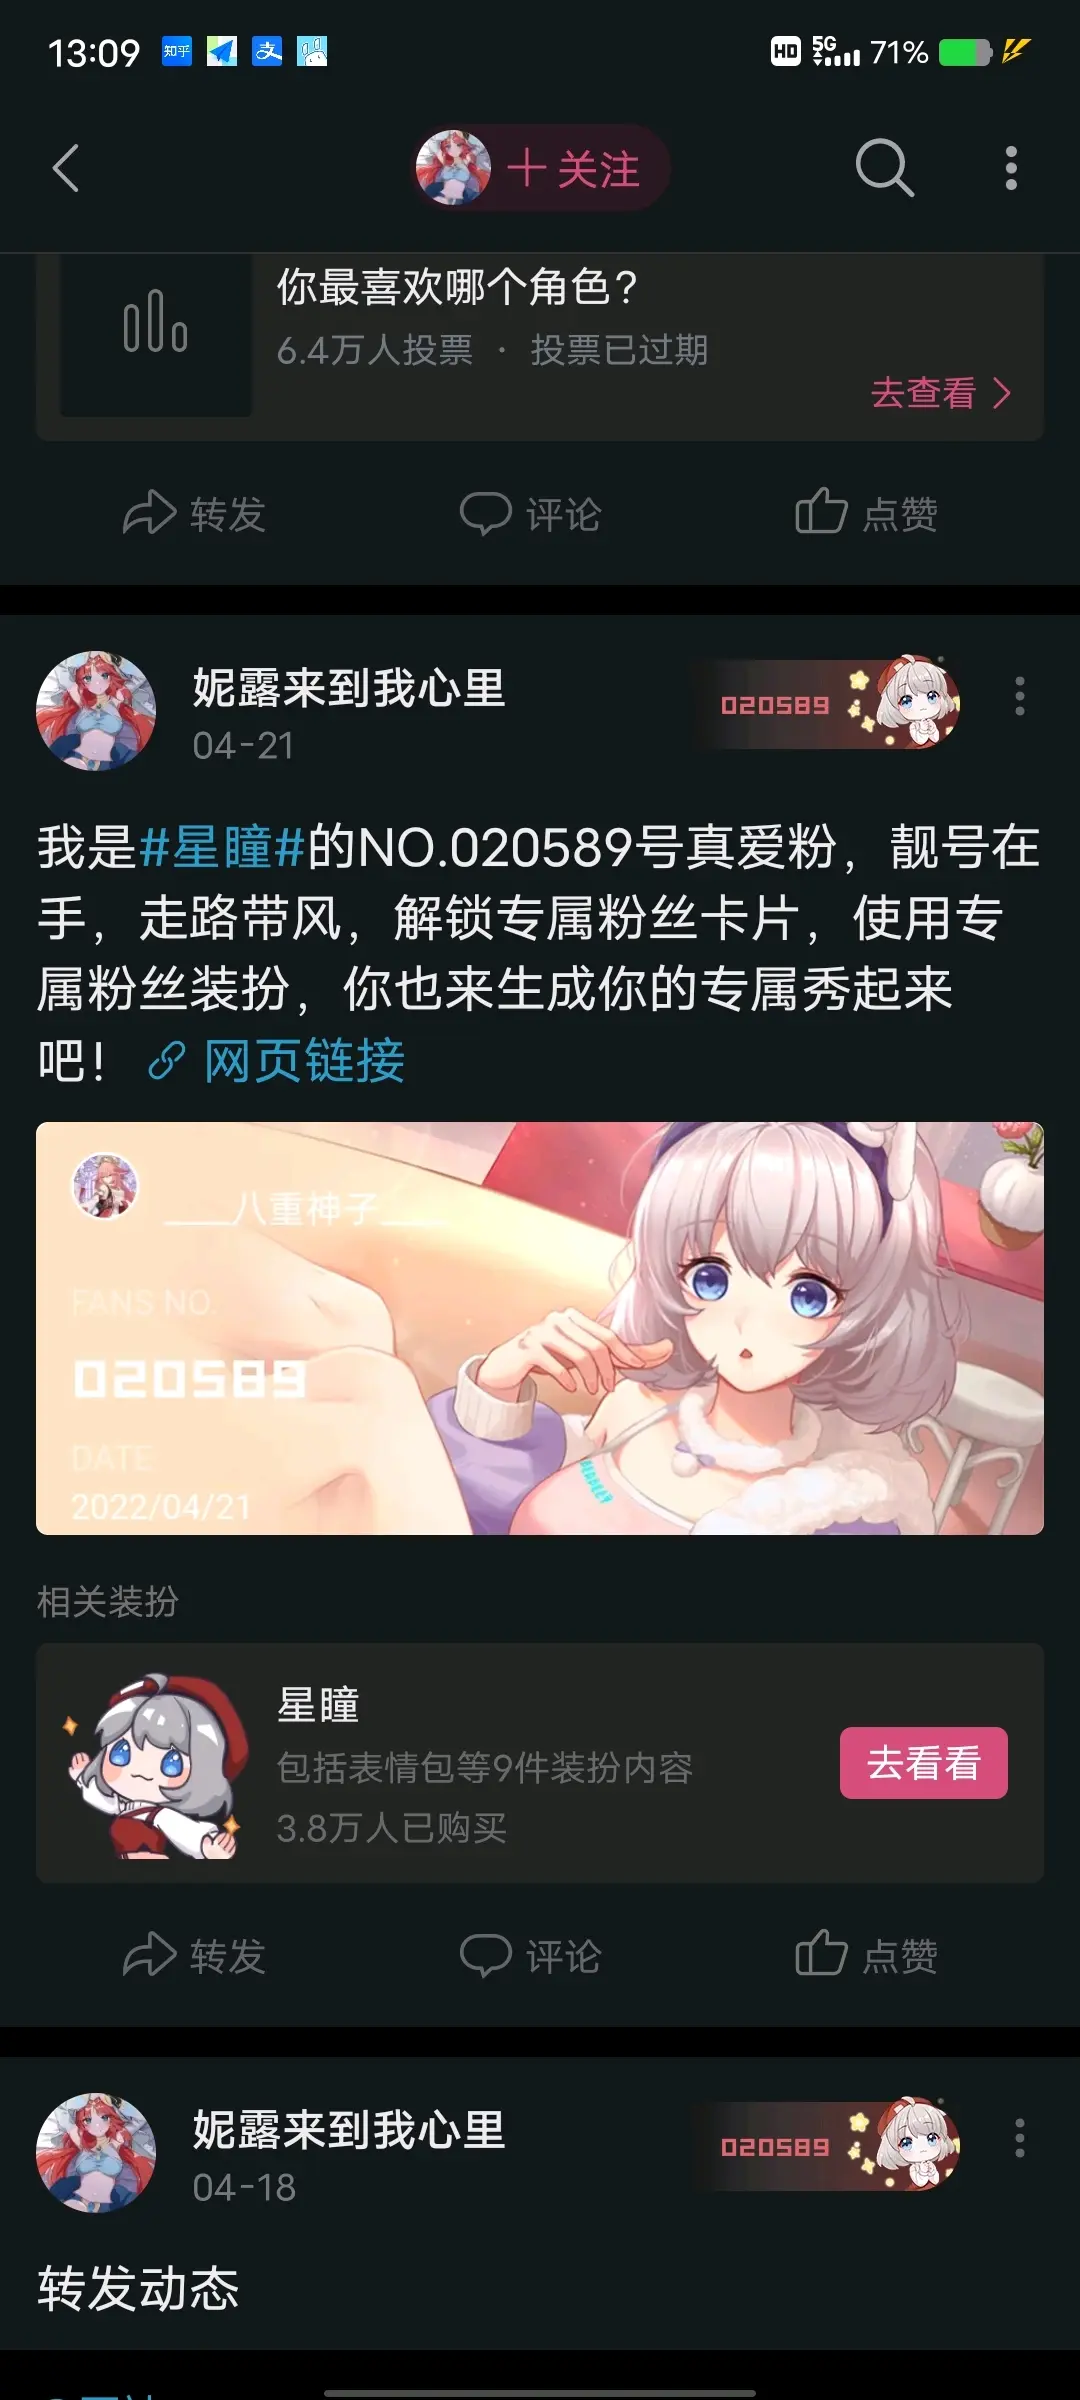 13:09 知乎 支 HD 5G 71%
十关注
你最喜欢哪个角色？
6.4万人投票 · 投票已过期
去查看
转发 评论 点赞
妮露来到我心里
020589
04-21
我是#星瞳#的NO.020589号真爱粉，靓号在
手，走路带风，解锁专属粉丝卡片，使用专
属粉丝装扮，你也来生成你的专属秀起来
吧！ 网页链接
____八重神子____
FANS NO.
020589
DATE
2022/04/21
相关装扮
星瞳
包括表情包等9件装扮内容
3.8万人已购买
去看看
转发 评论 点赞
妮露来到我心里
020589
04-18
转发动态